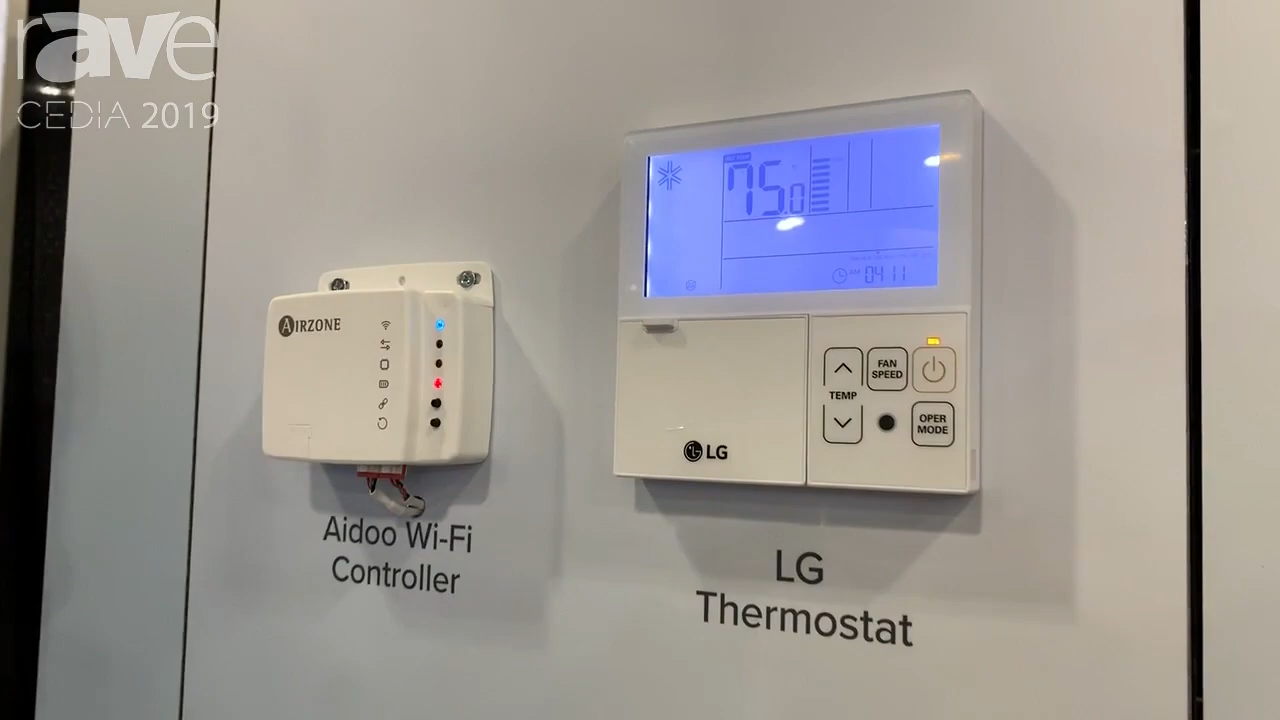 rave
CEDIA 2019
75.0
AM 04:11
AIRZONE
FAN
SPEED
TEMP
OPER
MODE
LG
Aidoo Wi-Fi
Controller
LG
Thermostat